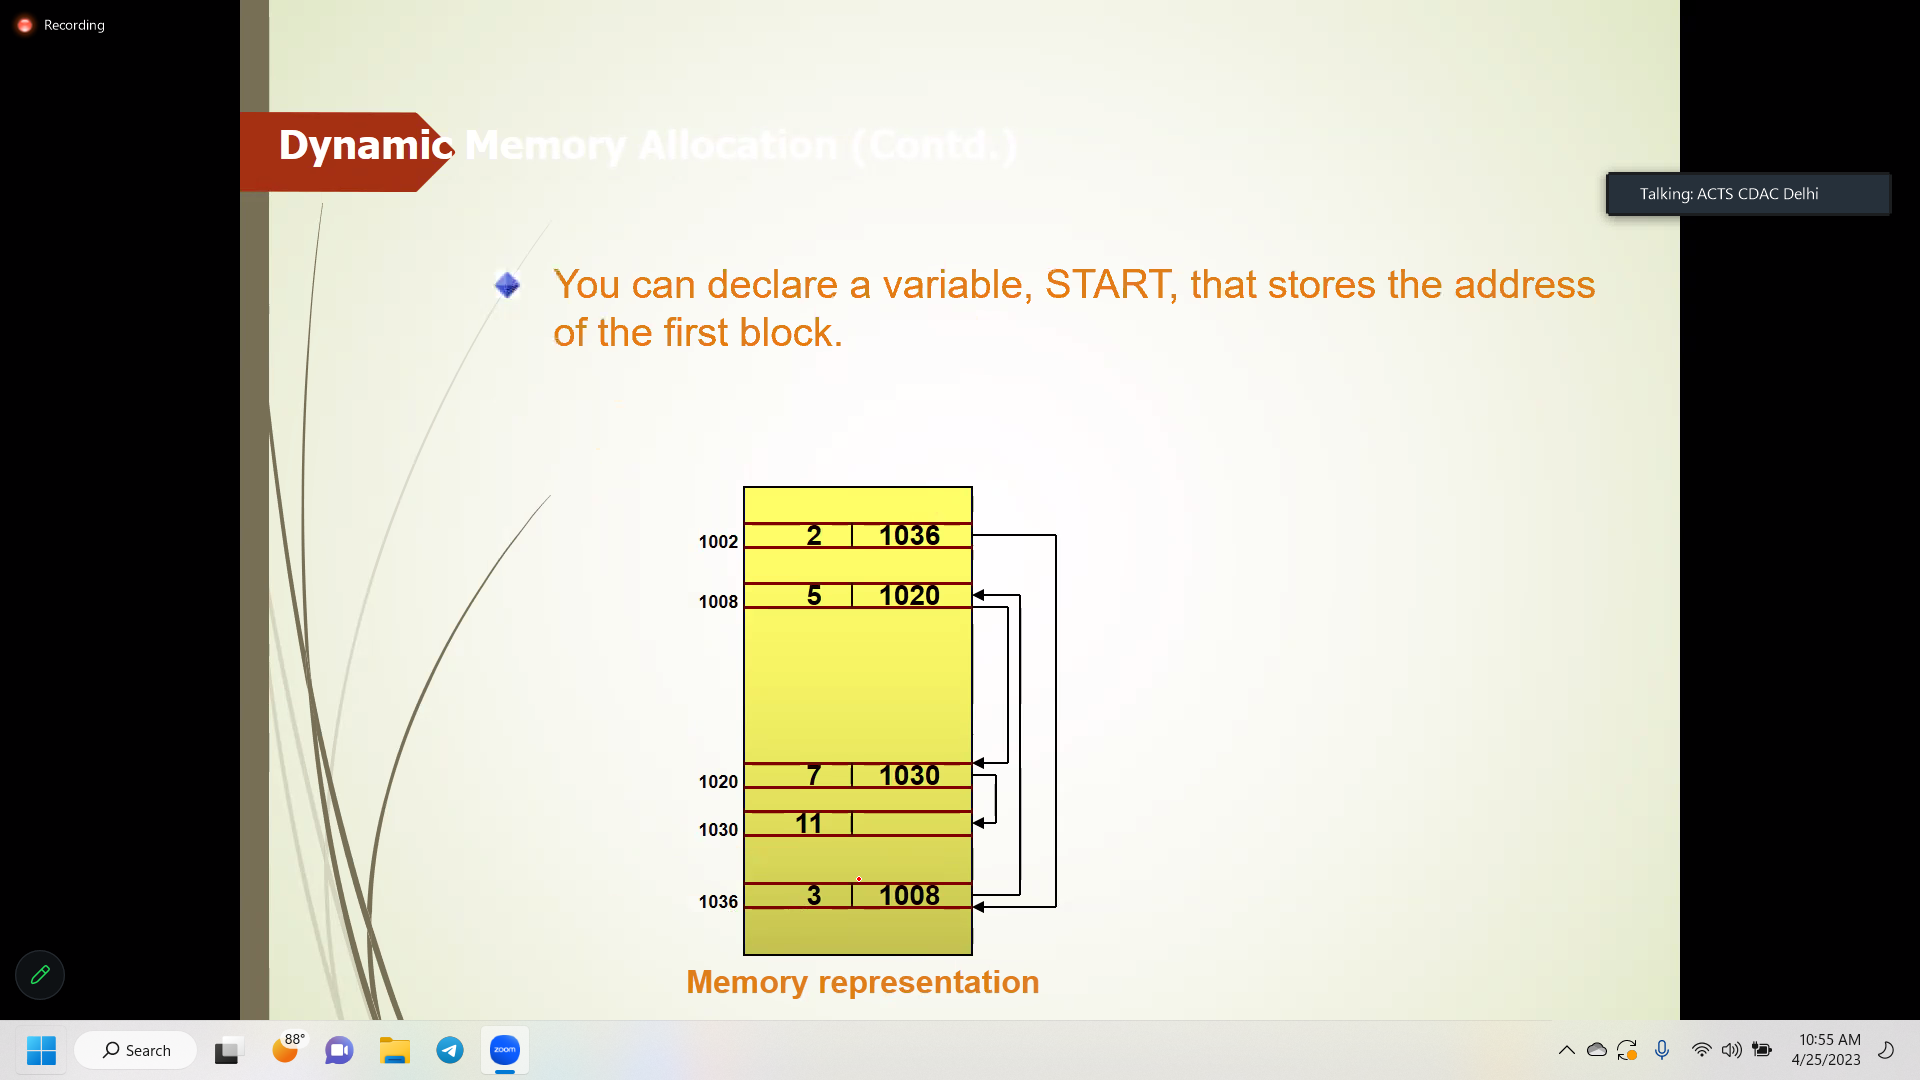 Recording
Dynamic Memory Allocation (Contd.)
Talking: ACTS CDAC Delhi
You can declare a variable, START, that stores the address
of the first block.
1002 2 1036
1008 5 1020
1020 7 1030
1030 11
1036 3 1008
Memory representation
88°
Search
zoom
10:55 AM
4/25/2023